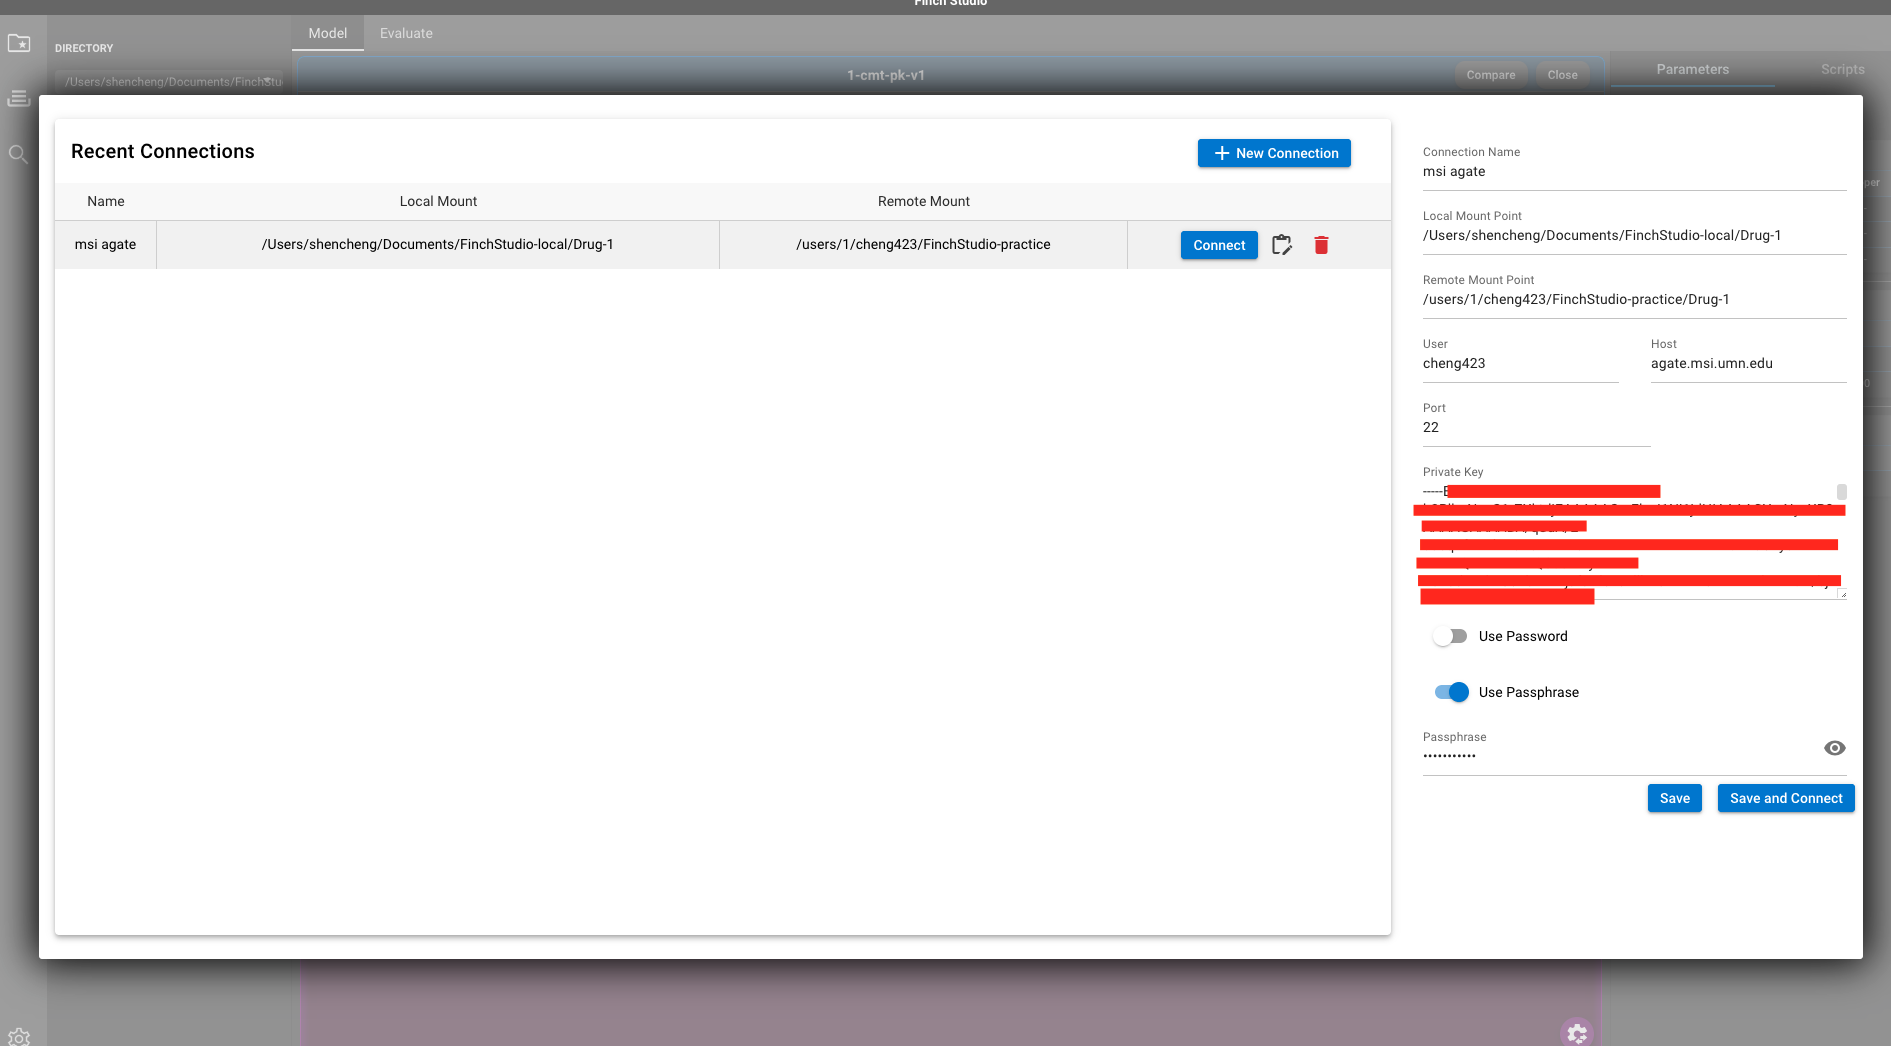 Finch Studio
Model
Evaluate
DIRECTORY
/Users/shencheng/Documents/FinchStu
1-cmt-pk-v1
Compare
Close
Parameters
Scripts
Recent Connections
+ New Connection
Name
Local Mount
Remote Mount
msi agate
/Users/shencheng/Documents/FinchStudio-local/Drug-1
/users/1/cheng423/FinchStudio-practice
Connect
Connection Name
msi agate
Local Mount Point
/Users/shencheng/Documents/FinchStudio-local/Drug-1
Remote Mount Point
/users/1/cheng423/FinchStudio-practice/Drug-1
User
cheng423
Host
agate.msi.umn.edu
Port
22
Private Key
Use Password
Use Passphrase
Passphrase
•••••••••••
Save
Save and Connect
per
0